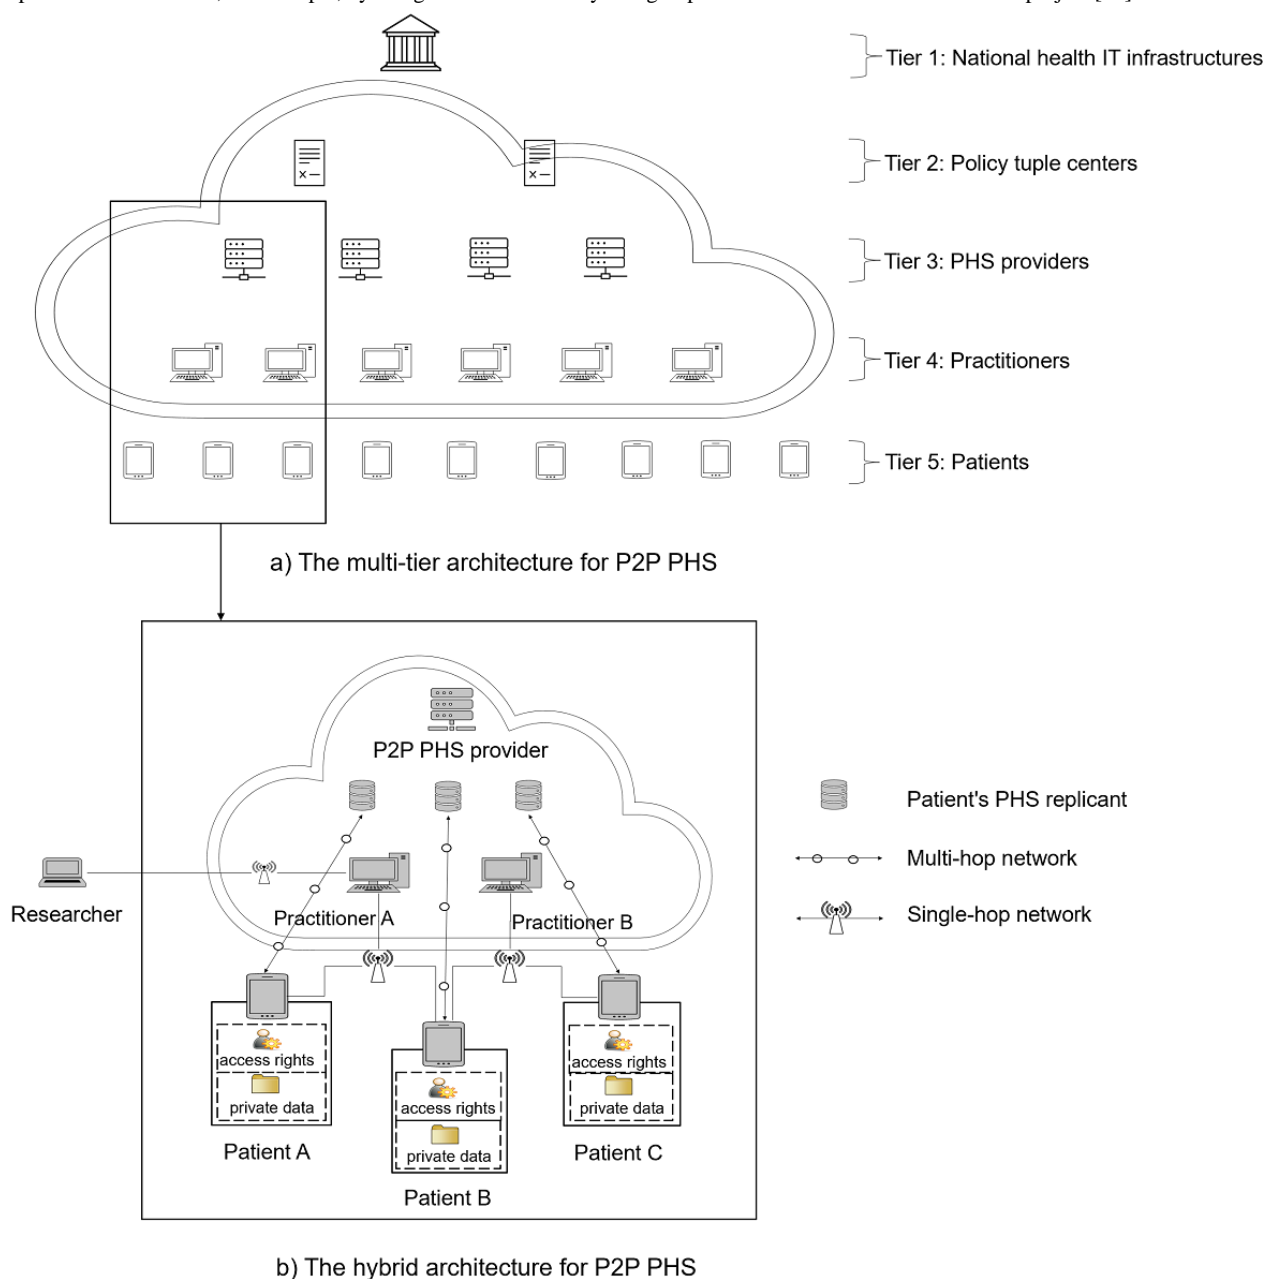 Tier 1: National health IT infrastructures
Tier 2: Policy tuple centers
Tier 3: PHS providers
Tier 4: Practitioners
Tier 5: Patients
a) The multi-tier architecture for P2P PHS
P2P PHS provider
Patient's PHS replicant
Multi-hop network
Researcher
Practitioner A
Practitioner B
Single-hop network
access rights
private data
Patient A
access rights
private data
Patient B
access rights
private data
Patient C
b) The hybrid architecture for P2P PHS